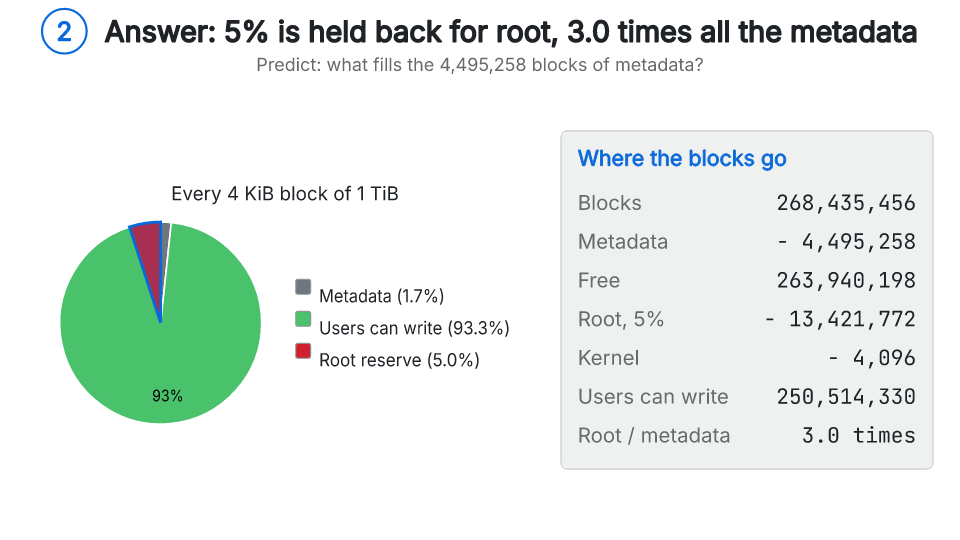 2 Answer: 5% is held back for root, 3.0 times all the metadata
Predict: what fills the 4,495,258 blocks of metadata?
Every 4 KiB block of 1 TiB
93%
Metadata (1.7%)
Users can write (93.3%)
Root reserve (5.0%)
Where the blocks go
Blocks 268,435,456
Metadata - 4,495,258
Free 263,940,198
Root, 5% - 13,421,772
Kernel - 4,096
Users can write 250,514,330
Root / metadata 3.0 times